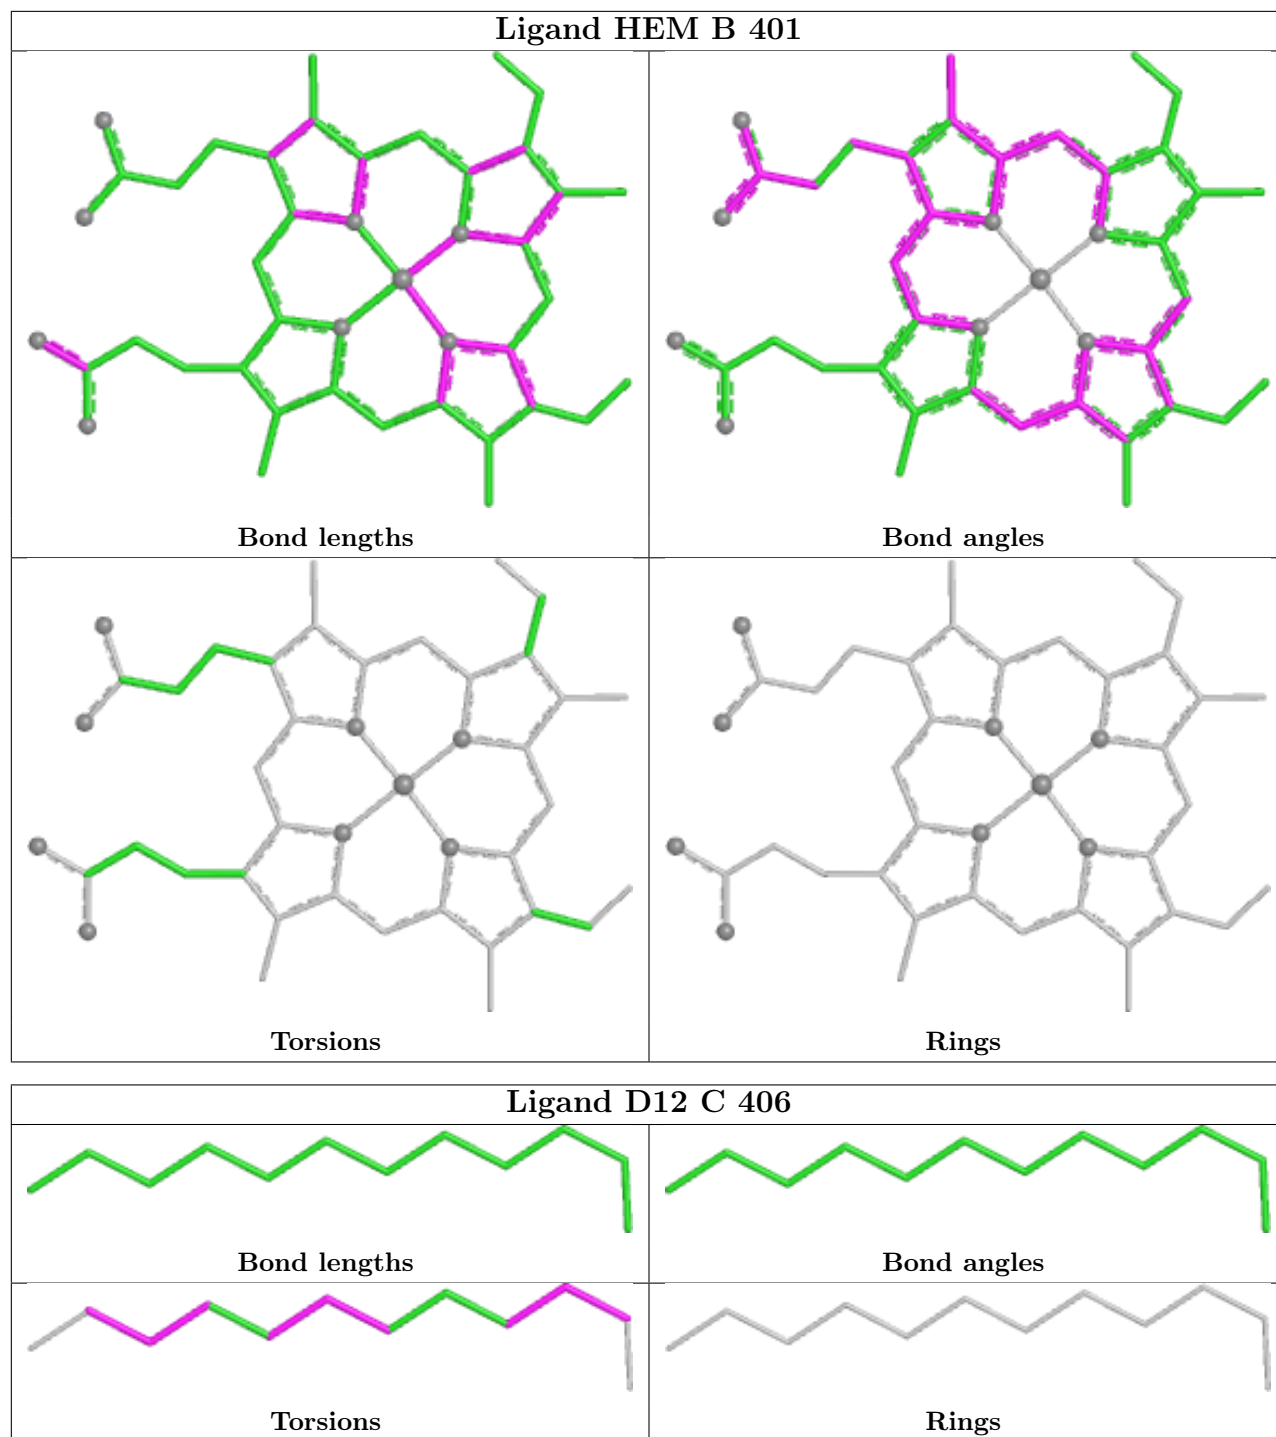 Ligand HEM B 401
Bond lengths
Bond angles
Torsions
Rings
Ligand D12 C 406
Bond lengths
Bond angles
Torsions
Rings